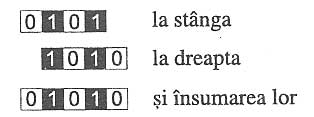 0101 la stânga
1010 la dreapta
01010 și însumarea lor